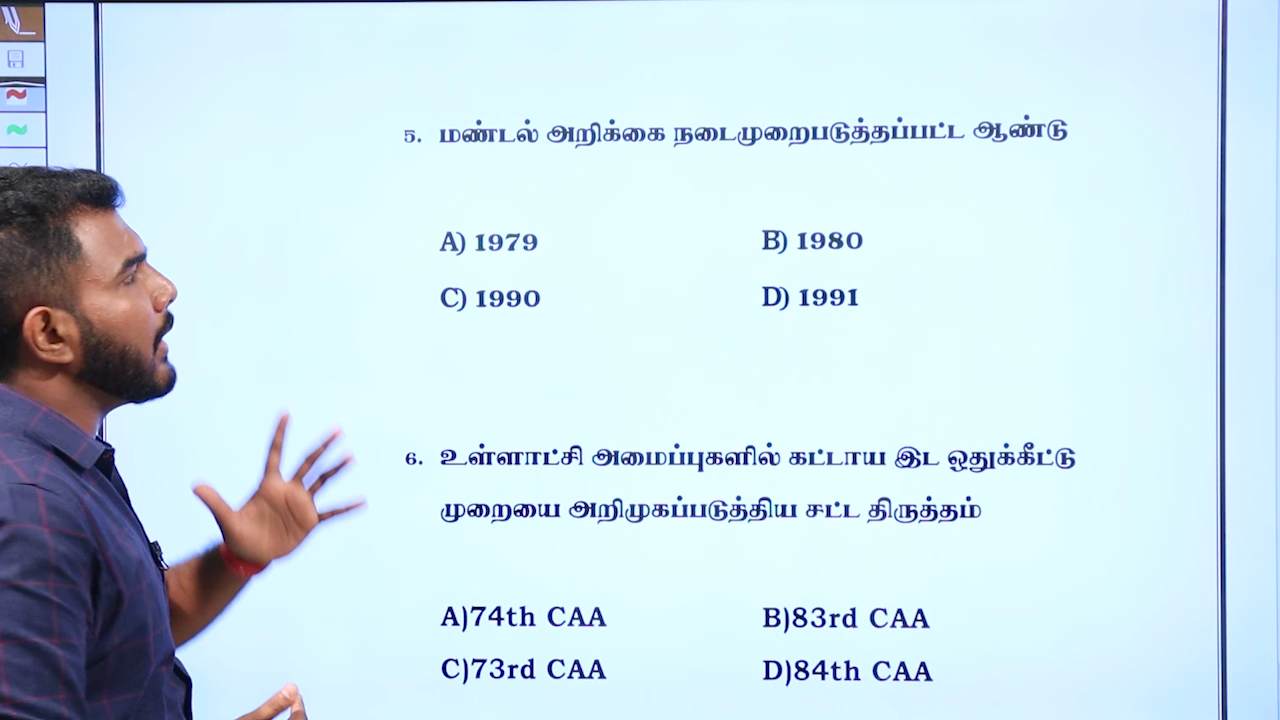 5. மண்டல் அறிக்கை நடைமுறைபடுத்தப்பட்ட ஆண்டு
A) 1979 B) 1980
C) 1990 D) 1991
6. உள்ளாட்சி அமைப்புகளில் கட்டாய இட ஒதுக்கீட்டு
முறையை அறிமுகப்படுத்திய சட்ட திருத்தம்
A)74th CAA B)83rd CAA
C)73rd CAA D)84th CAA